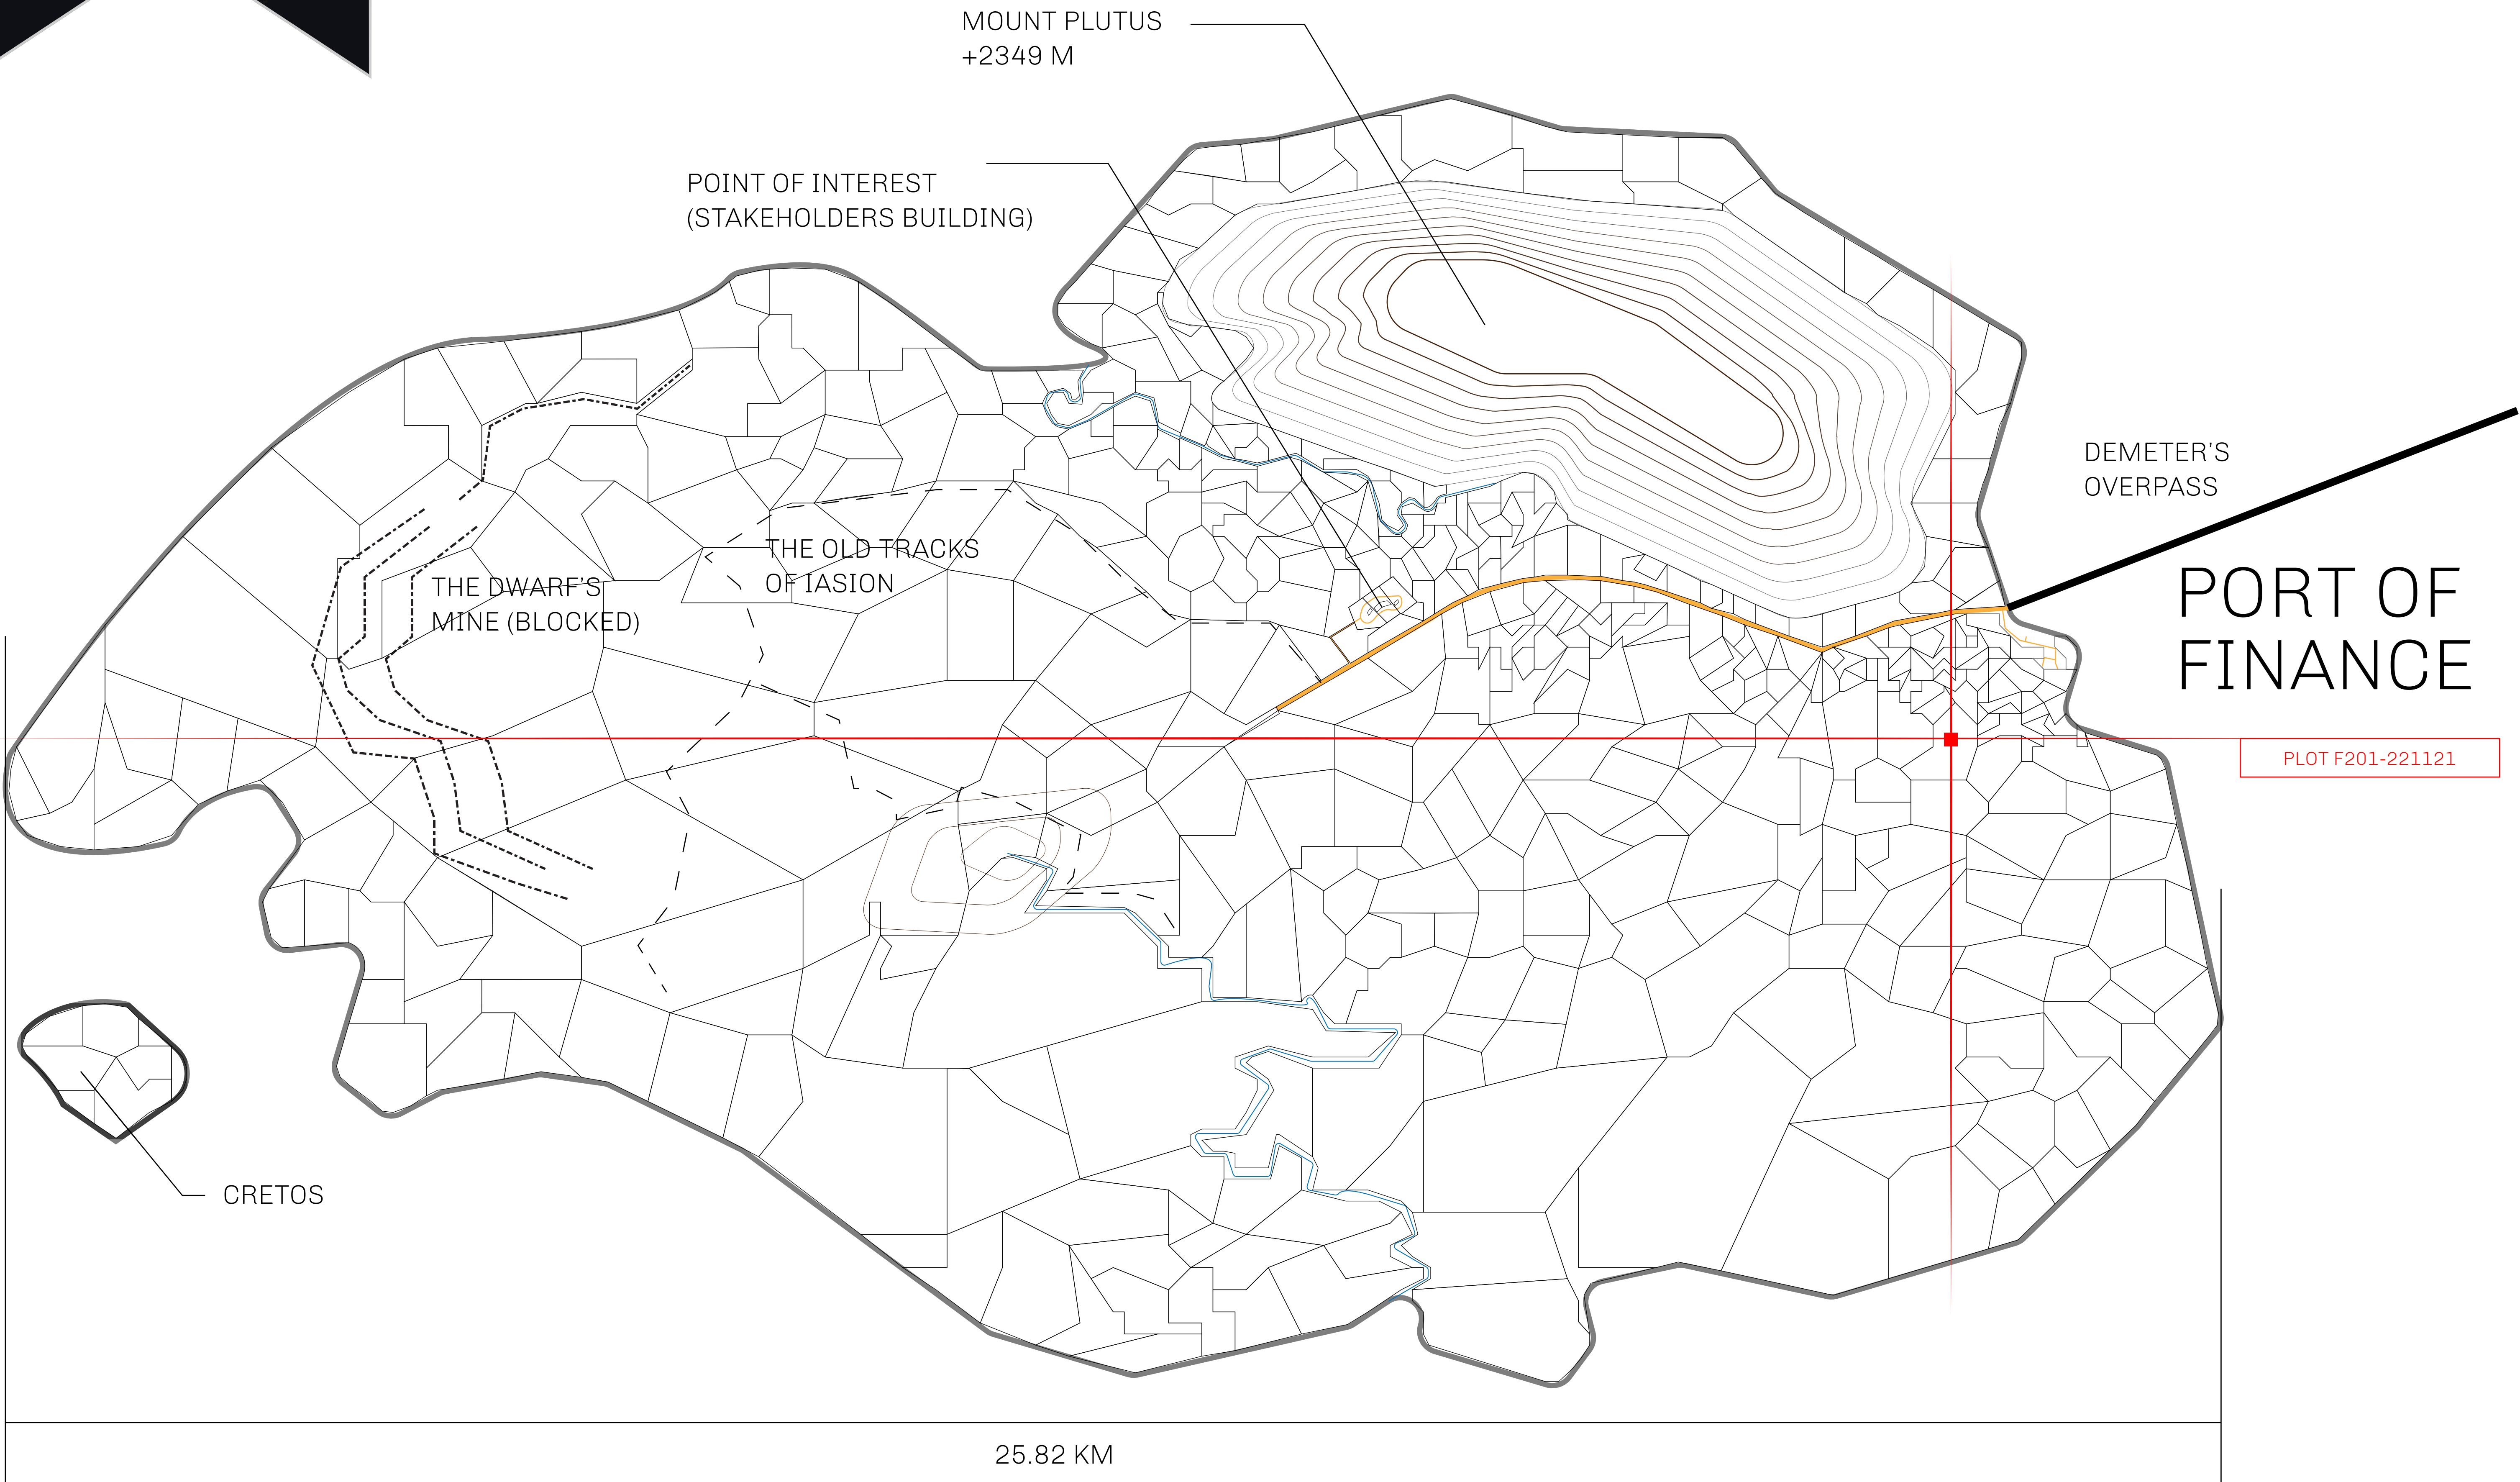 MOUNT PLUTUS
+2349 M
POINT OF INTEREST
(STAKEHOLDERS BUILDING)
DEMETER'S
OVERPASS
THE OLD TRACKS
OF IASION
THE DWARF'S
MINE (BLOCKED)
PORT OF
FINANCE
PLOT F201-221121
CRETOS
25.82 KM